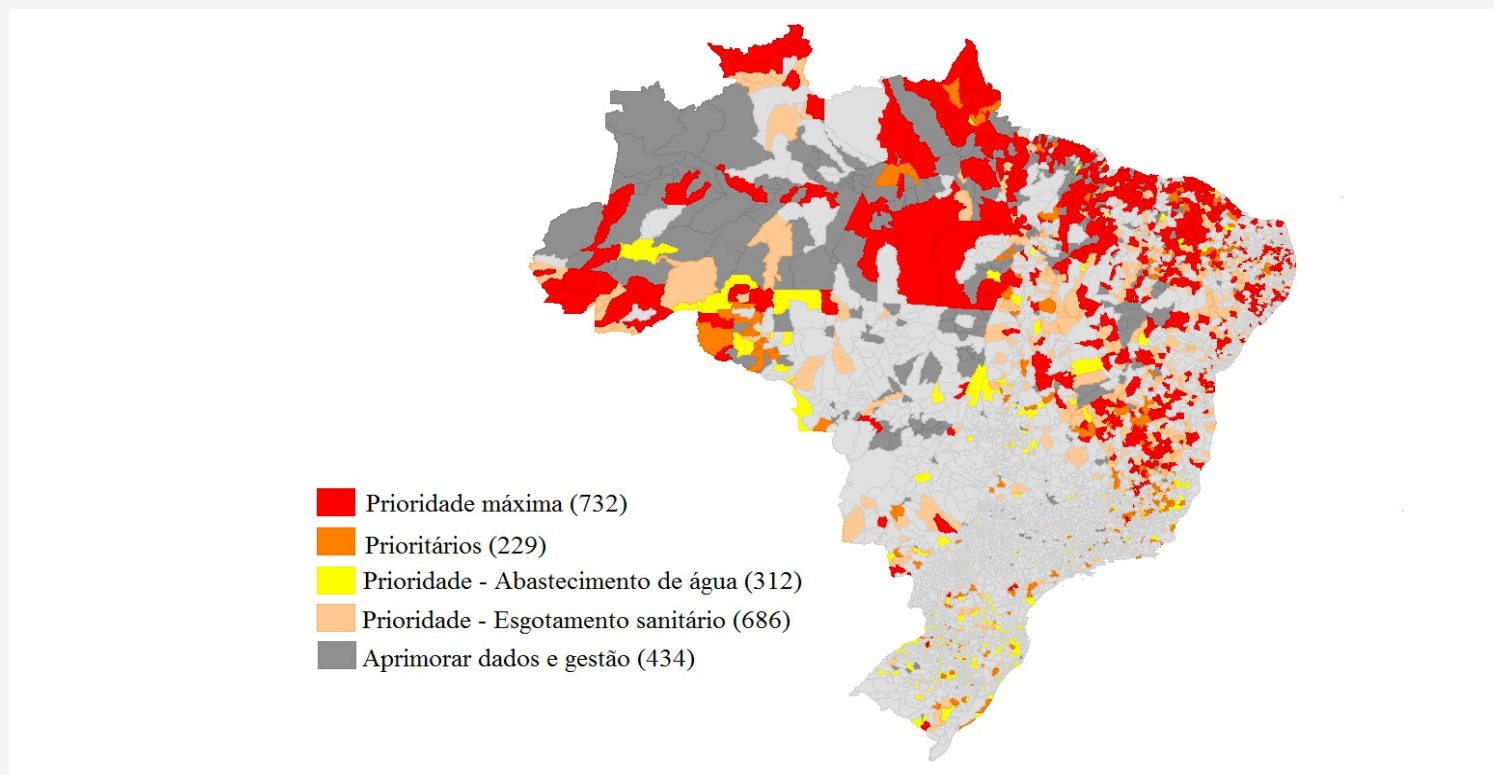 Prioridade máxima (732)
Prioritários (229)
Prioridade - Abastecimento de água (312)
Prioridade - Esgotamento sanitário (686)
Aprimorar dados e gestão (434)